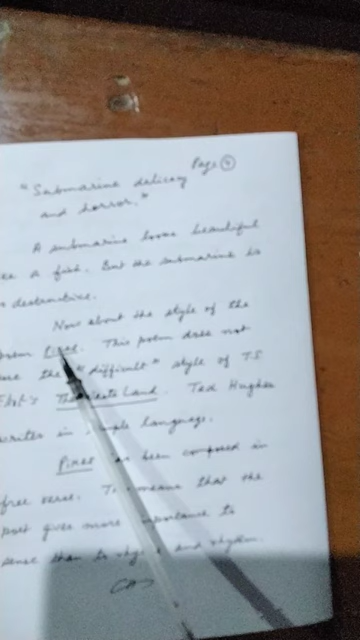 Page 4
"Submarine delicacy
and horror."
A submarine looks beautiful
a fish. But the submarine is
destructive.
Now about the style of the
poem Pike. This poem does not
the "difficult" style of T.S.
Eliot's The Waste Land. Ted Hughes
writes in simple language.
Pike has been composed in
free verse. means that the
poet gives more importance to
sense than to rhyme and rhythm.